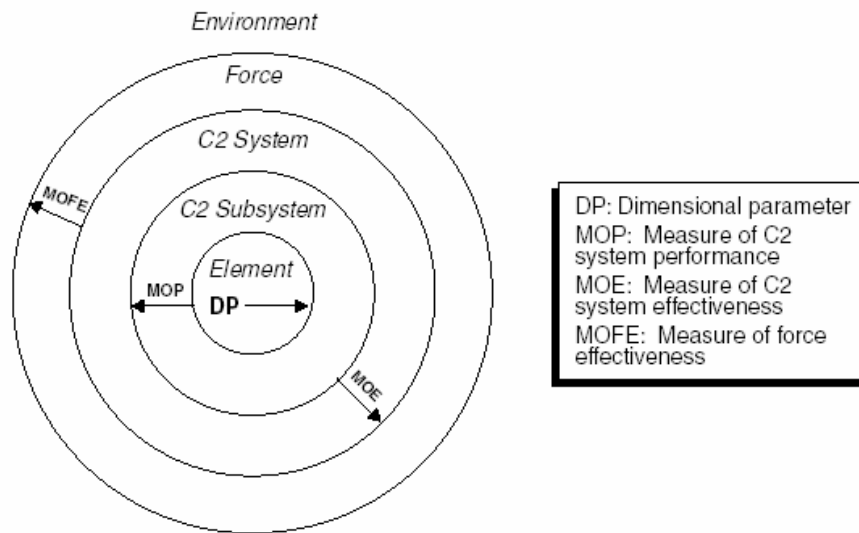 Environment
Force
C2 System
MOFE
C2 Subsystem
Element
MOP
DP
MOE
DP: Dimensional parameter
MOP: Measure of C2
system performance
MOE: Measure of C2
system effectiveness
MOFE: Measure of force
effectiveness